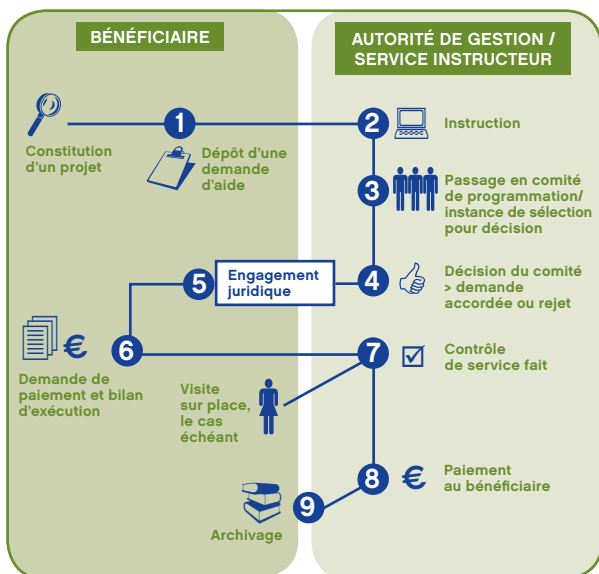 BÉNÉFICIAIRE
AUTORITÉ DE GESTION /
SERVICE INSTRUCTEUR
Constitution
d'un projet
1
Dépôt d'une
demande
d'aide
2
Instruction
3
Passage en comité
de programmation/
instance de sélection
pour décision
4
Décision du comité
> demande
accordée ou rejet
5
Engagement
juridique
€
6
Demande de
paiement et bilan
d'exécution
7
Contrôle
de service fait
Visite
sur place,
le cas
échéant
8
€
Paiement
au bénéficiaire
9
Archivage